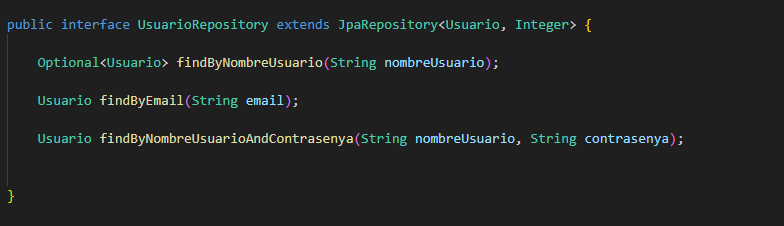 public interface UsuarioRepository extends JpaRepository<Usuario, Integer> {
Optional<Usuario> findByNombreUsuario(String nombreUsuario);
Usuario findByEmail(String email);
Usuario findByNombreUsuarioAndContrasenya(String nombreUsuario, String contrasenya);
}